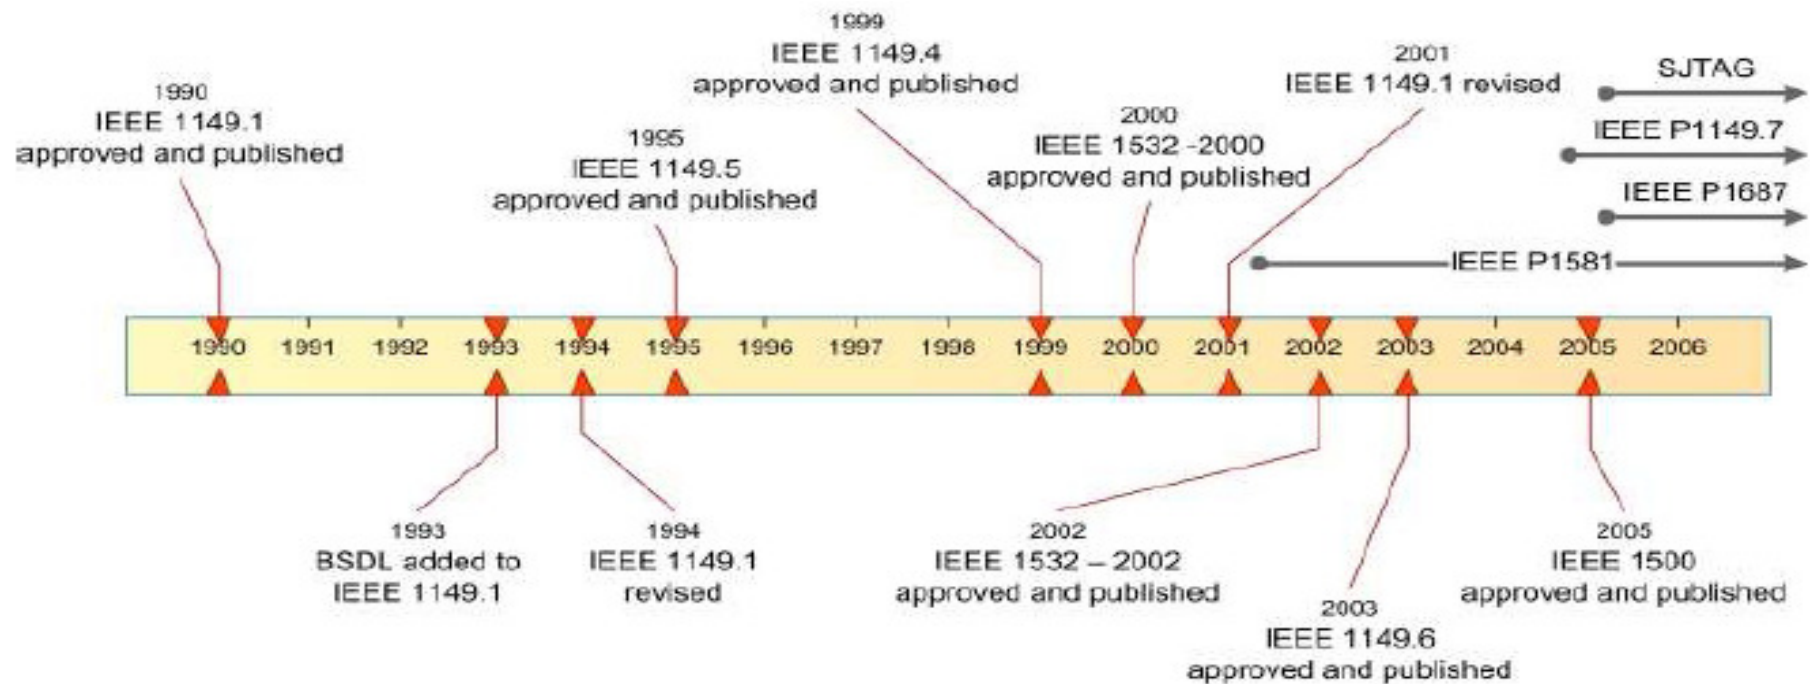 1999
IEEE 1149.4
approved and published
2001
IEEE 1149.1 revised
SJTAG
1990
IEEE 1149.1
approved and published
1995
IEEE 1149.5
approved and published
2000
IEEE 1532 -2000
approved and published
IEEE P1149.7
IEEE P1687
IEEE P1581
1990 1991 1992 1993 1994 1995 1996 1997 1998 1999 2000 2001 2002 2003 2004 2005 2006
1993
BSDL added to
IEEE 1149.1
1994
IEEE 1149.1
revised
2002
IEEE 1532 – 2002
approved and published
2003
IEEE 1149.6
approved and published
2005
IEEE 1500
approved and published